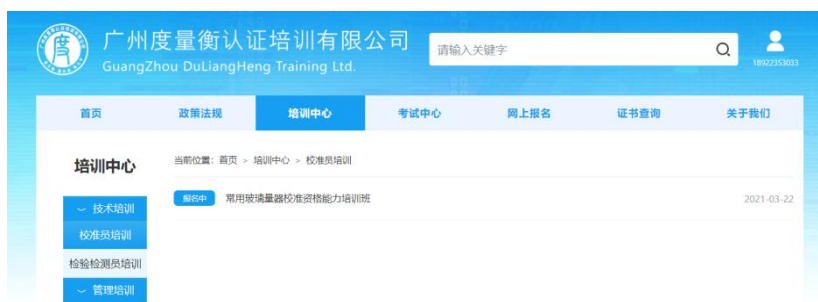 度
广州度量衡认证培训有限公司
GuangZhou DuLiangHeng Training Ltd.
请输入关键字
18922353033
首页 政策法规 培训中心 考试中心 网上报名 证书查询 关于我们
培训中心
当前位置：首页 > 培训中心 > 校准员培训
报名中 常用玻璃量器校准资格能力培训班 2021-03-22
技术培训
校准员培训
检验检测员培训
管理培训